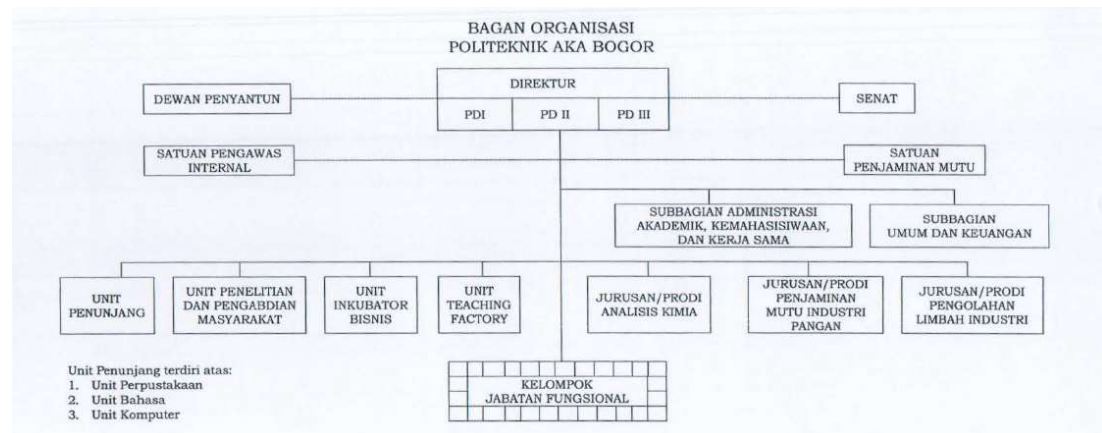 BAGAN ORGANISASI
POLITEKNIK AKA BOGOR
DIREKTUR
PDI
PD II
PD III
DEWAN PENYANTUN
SENAT
SATUAN PENGAWAS
INTERNAL
SATUAN
PENJAMINAN MUTU
SUBBAGIAN ADMINISTRASI
AKADEMIK, KEMAHASISIWAAN,
DAN KERJA SAMA
SUBBAGIAN
UMUM DAN KEUANGAN
UNIT
PENUNJANG
UNIT PENELITIAN
DAN PENGABDIAN
MASYARAKAT
UNIT
INKUBATOR
BISNIS
UNIT
TEACHING
FACTORY
JURUSAN/PRODI
ANALISIS KIMIA
JURUSAN/PRODI
PENJAMINAN
MUTU INDUSTRI
PANGAN
JURUSAN/PRODI
PENGOLAHAN
LIMBAH INDUSTRI
Unit Penunjang terdiri atas:
1. Unit Perpustakaan
2. Unit Bahasa
3. Unit Komputer
KELOMPOK
JABATAN FUNGSIONAL